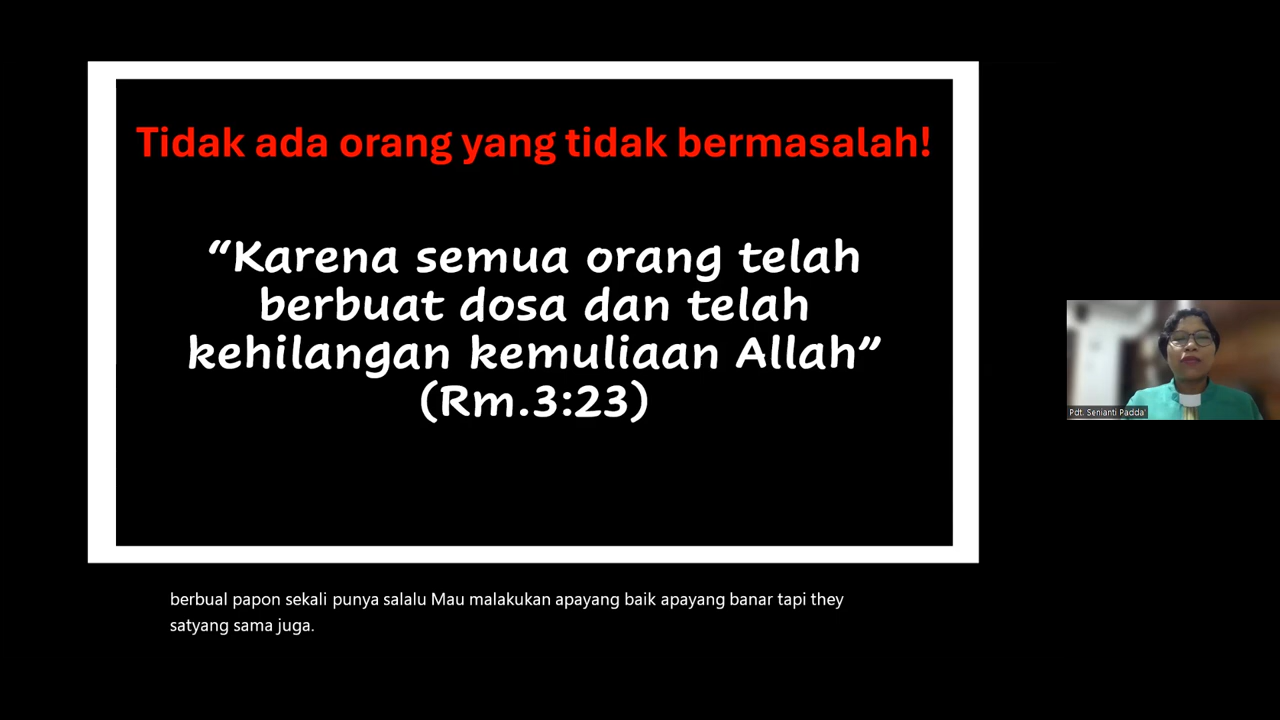 Tidak ada orang yang tidak bermasalah!
“Karena semua orang telah
berbuat dosa dan telah
kehilangan kemuliaan Allah”
(Rm.3:23)
Pdt. Senianti Padda'
berbual papon sekali punya salalu Mau malakukan apayang baik apayang banar tapi they
satyang sama juga.